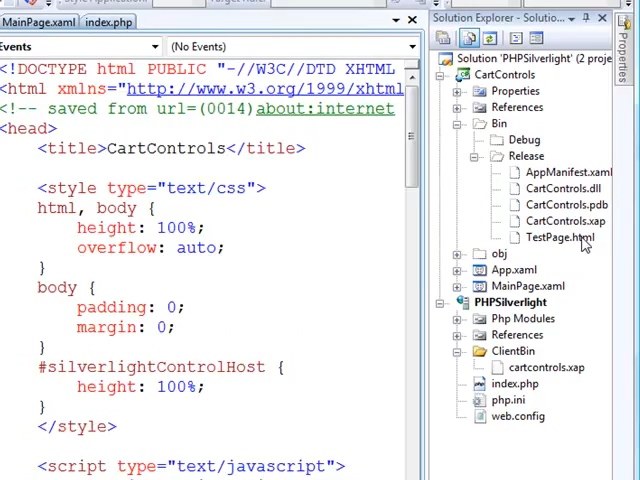 MainPage.xaml index.php
Events
(No Events)
<!DOCTYPE html PUBLIC "-//W3C//DTD XHTML
<html xmlns="http://www.w3.org/1999/xhtml
<!-- saved from url=(0014)about:internet
<head>
<title>CartControls</title>
<style type="text/css">
html, body {
height: 100%;
overflow: auto;
}
body {
padding: 0;
margin: 0;
}
#silverlightControlHost {
height: 100%;
}
</style>
<script type="text/javascript">
Solution Explorer - Solutio...
Solution 'PHPSilverlight' (2 proje
CartControls
Properties
References
Bin
Debug
Release
AppManifest.xaml
CartControls.dll
CartControls.pdb
CartControls.xap
TestPage.html
obj
App.xaml
MainPage.xaml
PHPSilverlight
Php Modules
References
ClientBin
cartcontrols.xap
index.php
php.ini
web.config
Properties